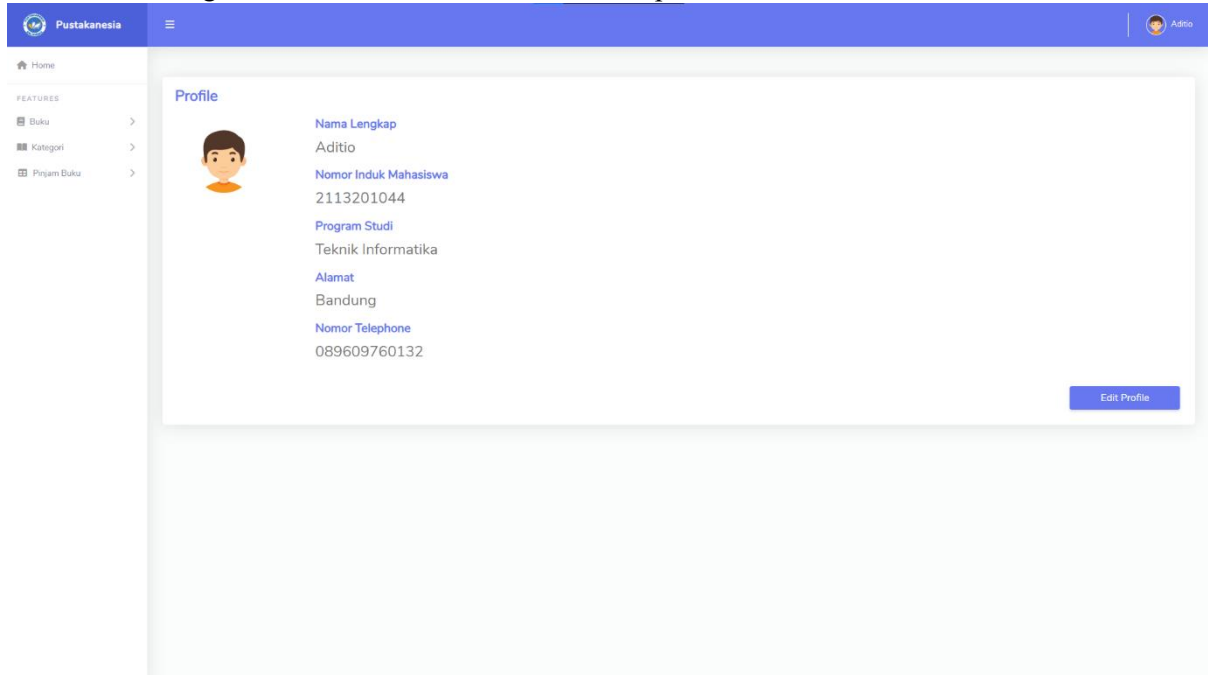 Pustakanesia
Aditio
Home
FEATURES
Buku
Kategori
Pinjam Buku
Profile
Nama Lengkap
Aditio
Nomor Induk Mahasiswa
2113201044
Program Studi
Teknik Informatika
Alamat
Bandung
Nomor Telephone
089609760132
Edit Profile